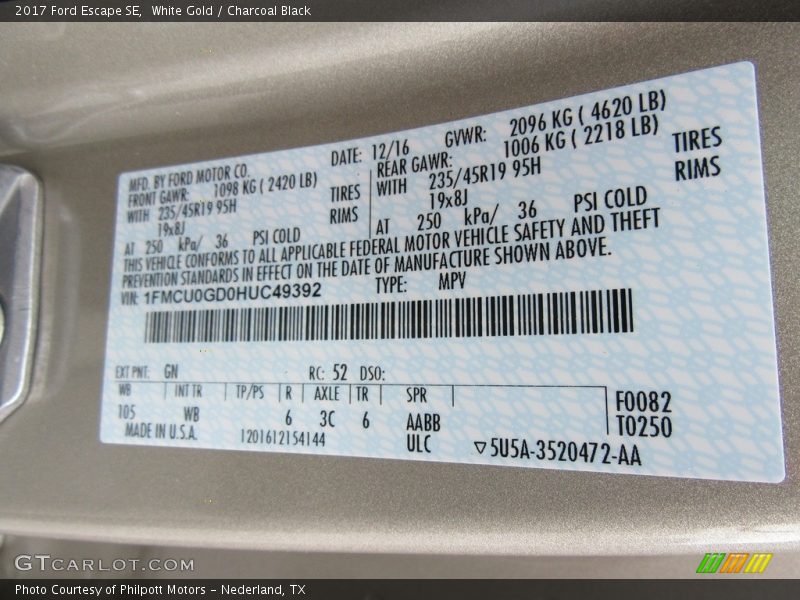 2017 Ford Escape SE, White Gold / Charcoal Black
MFD. BY FORD MOTOR CO.
DATE: 12/16
GVWR: 2096 KG ( 4620 LB)
FRONT GAWR: 1098 KG ( 2420 LB)
WITH 235/45R19 95H TIRES
19x8J RIMS
AT 250 kPa/ 36 PSI COLD
REAR GAWR: 1006 KG ( 2218 LB)
WITH 235/45R19 95H TIRES
19x8J RIMS
AT 250 kPa/ 36 PSI COLD
THIS VEHICLE CONFORMS TO ALL APPLICABLE FEDERAL MOTOR VEHICLE SAFETY AND THEFT
PREVENTION STANDARDS IN EFFECT ON THE DATE OF MANUFACTURE SHOWN ABOVE.
VIN: 1FMCU0GD0HUC49392 TYPE: MPV
EXT PNT: GN RC: 52 DSO:
WB INT TR TP/PS R AXLE TR SPR
105 WB 6 3C 6 AABB
F0082
T0250
MADE IN U.S.A. 1201612154144 ULC ▽5U5A-3520472-AA
GTCARLOT.COM
Photo Courtesy of Philpott Motors - Nederland, TX